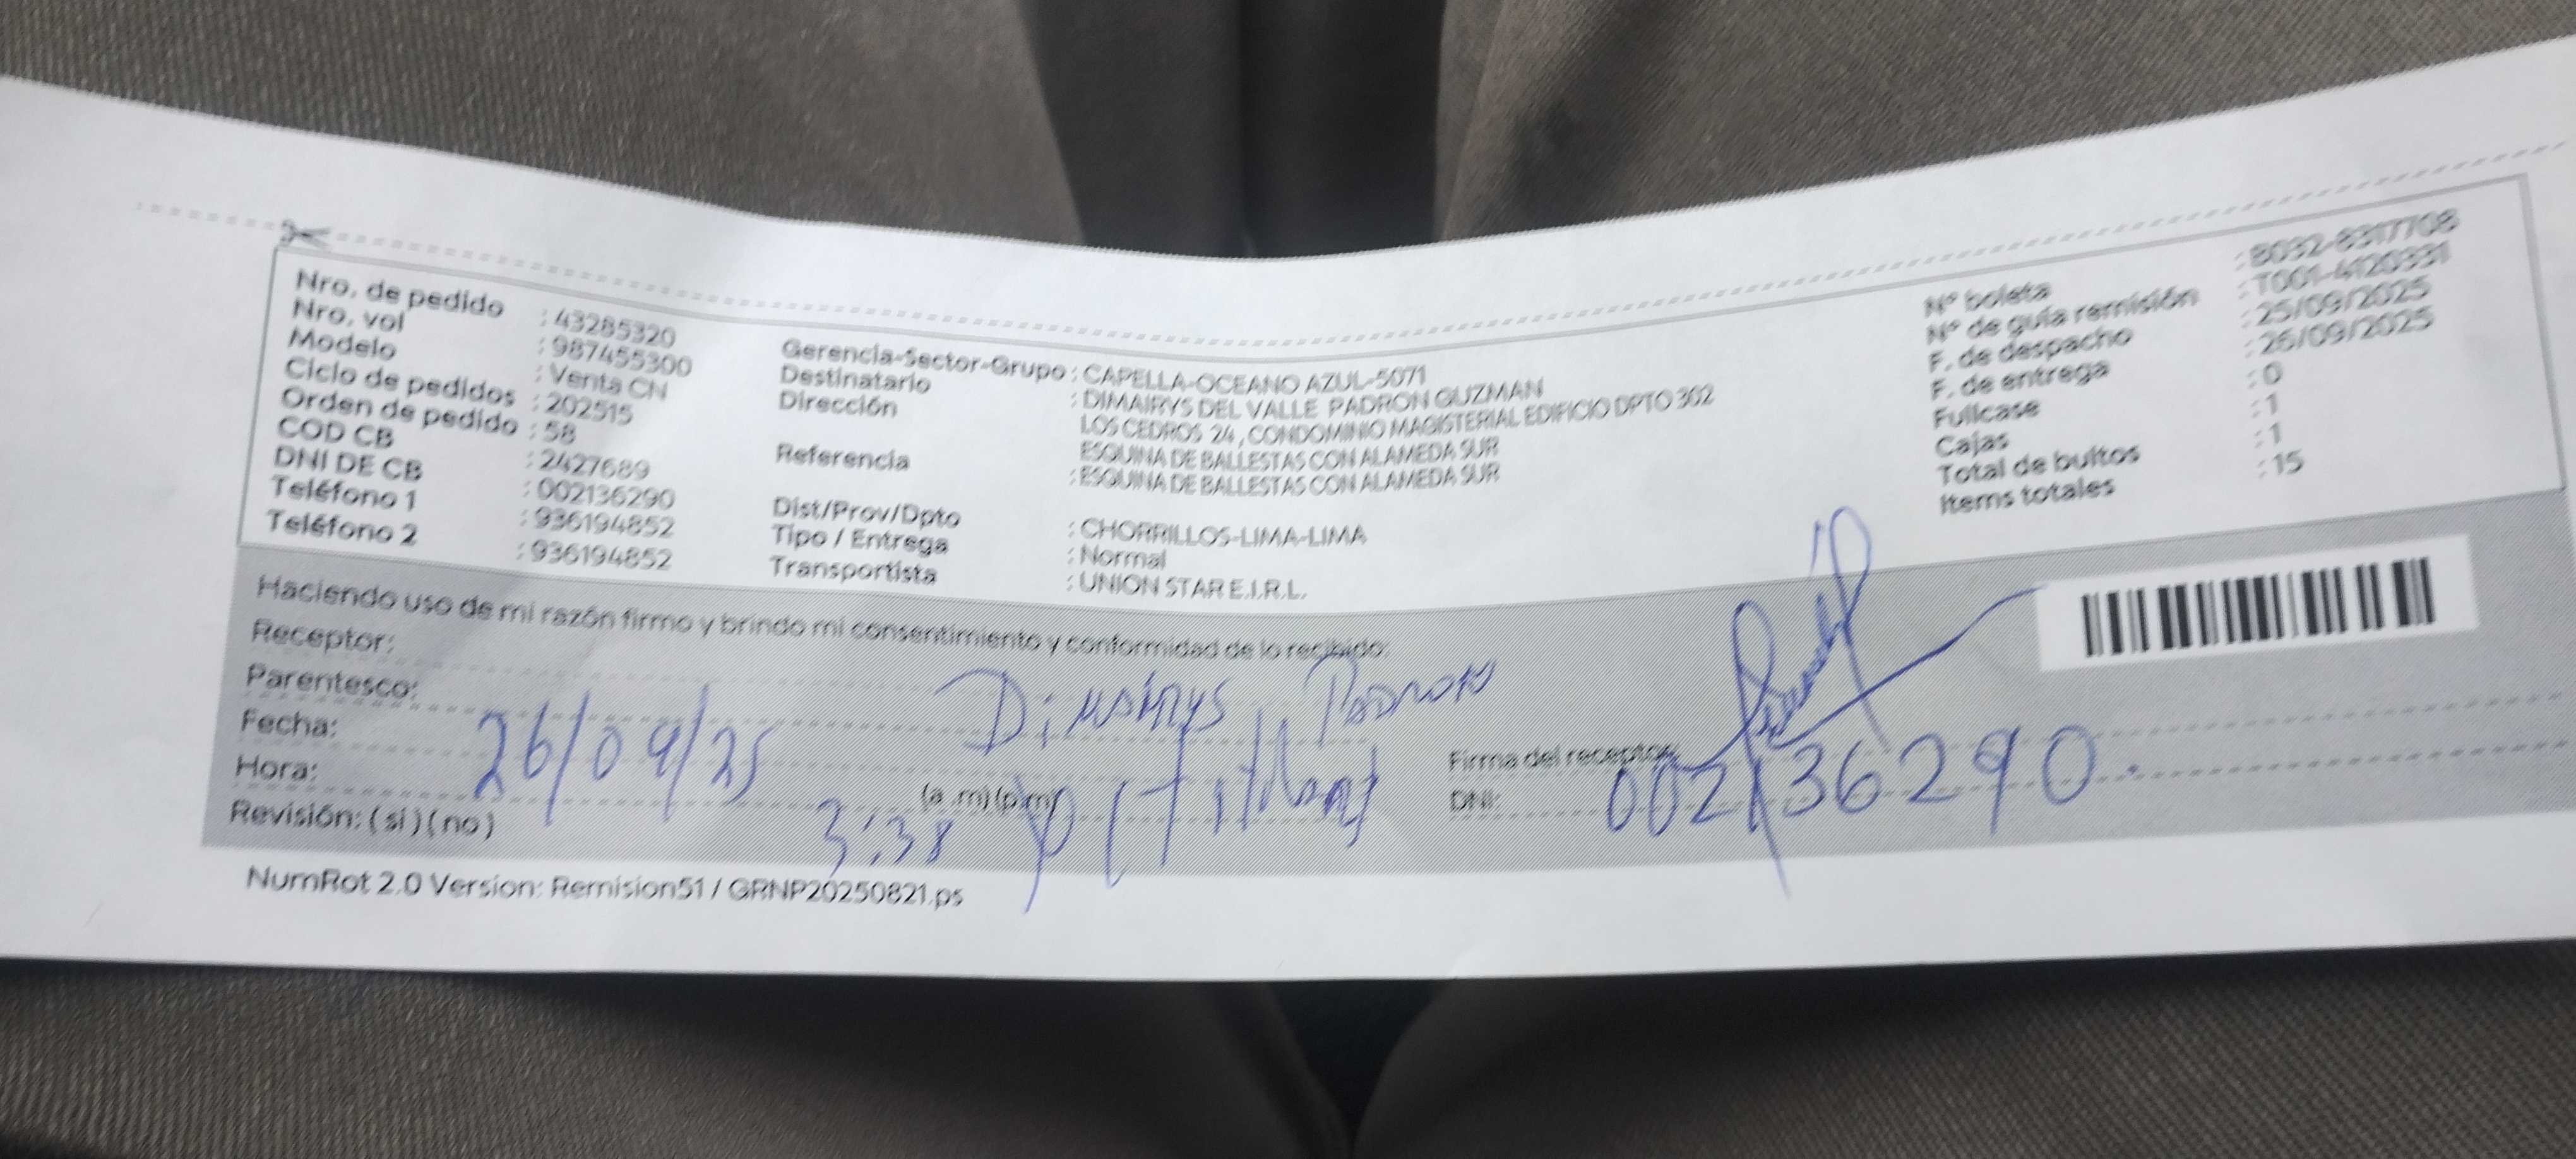 Nro. de pedido : 43285320
Nro. vol : 987455300
Modelo : Venta CN
Ciclo de pedidos : 202515
Orden de pedido : 58
COD CB : 2427689
DNI DE CB : 002136290
Teléfono 1 : 936194852
Teléfono 2 : 936194852
Gerencia-Sector-Grupo : CAPELLA-OCEANO AZUL-5071
Destinatario : DIMAIRYS DEL VALLE PADRON GUZMAN
Dirección LOS CEDROS 24 , CONDOMINIO MAGISTERIAL EDIFICIO DPTO 302
ESQUINA DE BALLESTAS CON ALAMEDA SUR
Referencia : ESQUINA DE BALLESTAS CON ALAMEDA SUR
Dist/Prov/Dpto : CHORRILLOS-LIMA-LIMA
Tipo / Entrega : Normal
Transportista : UNION STAR E.I.R.L.
Nº boleta : B032-8317708
Nº de guía remisión : T001-4120331
F. de despacho : 25/09/2025
F. de entrega : 26/09/2025
Fullcase : 0
Cajas : 1
Total de bultos : 1
Items totales : 15
Haciendo uso de mi razón firmo y brindo mi consentimiento y conformidad de lo recibido:
Receptor: Dimairys Padron
Parentesco: Titular
Fecha: 26/09/25
Hora: 3:38 (a .m) (p.m)
Revisión: ( si ) ( no )
Firma del receptor:
DNI: 002136290
NumRot 2.0 Version: Remision51 / GRNP20250821.ps